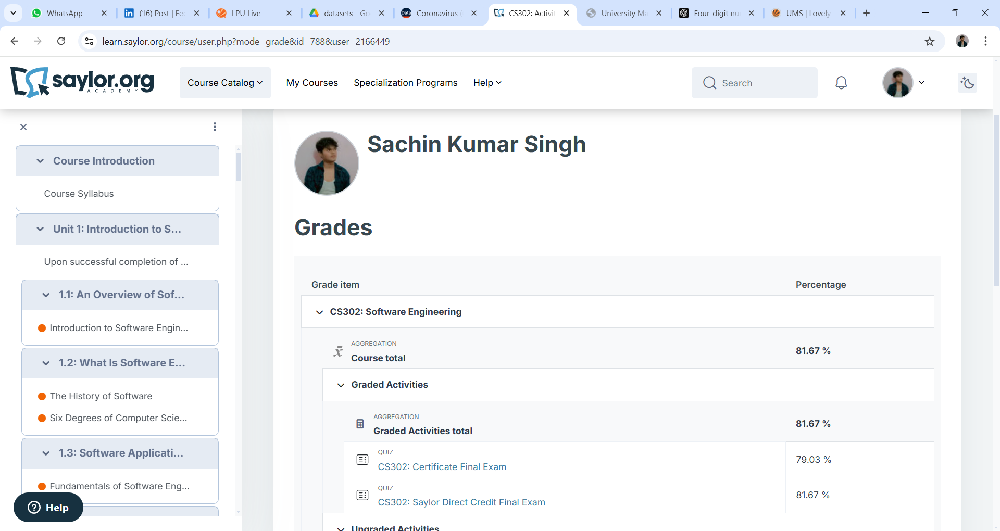 WhatsApp
(16) Post | Fe
LPU Live
datasets - Go
Coronavirus (
CS302: Activit
University Ma
Four-digit nu
UMS | Lovely
learn.saylor.org/course/user.php?mode=grade&id=788&user=2166449
saylor.org
ACADEMY
Course Catalog
My Courses
Specialization Programs
Help
Search
Course Introduction
Course Syllabus
Unit 1: Introduction to S...
Upon successful completion of ...
1.1: An Overview of Sof...
Introduction to Software Engin...
1.2: What Is Software E...
The History of Software
Six Degrees of Computer Scie...
1.3: Software Applicati...
Fundamentals of Software Eng...
Help
Sachin Kumar Singh
Grades
Grade item Percentage
CS302: Software Engineering
AGGREGATION
Course total 81.67 %
Graded Activities
AGGREGATION
Graded Activities total 81.67 %
QUIZ
CS302: Certificate Final Exam 79.03 %
QUIZ
CS302: Saylor Direct Credit Final Exam 81.67 %
Ungraded Activities